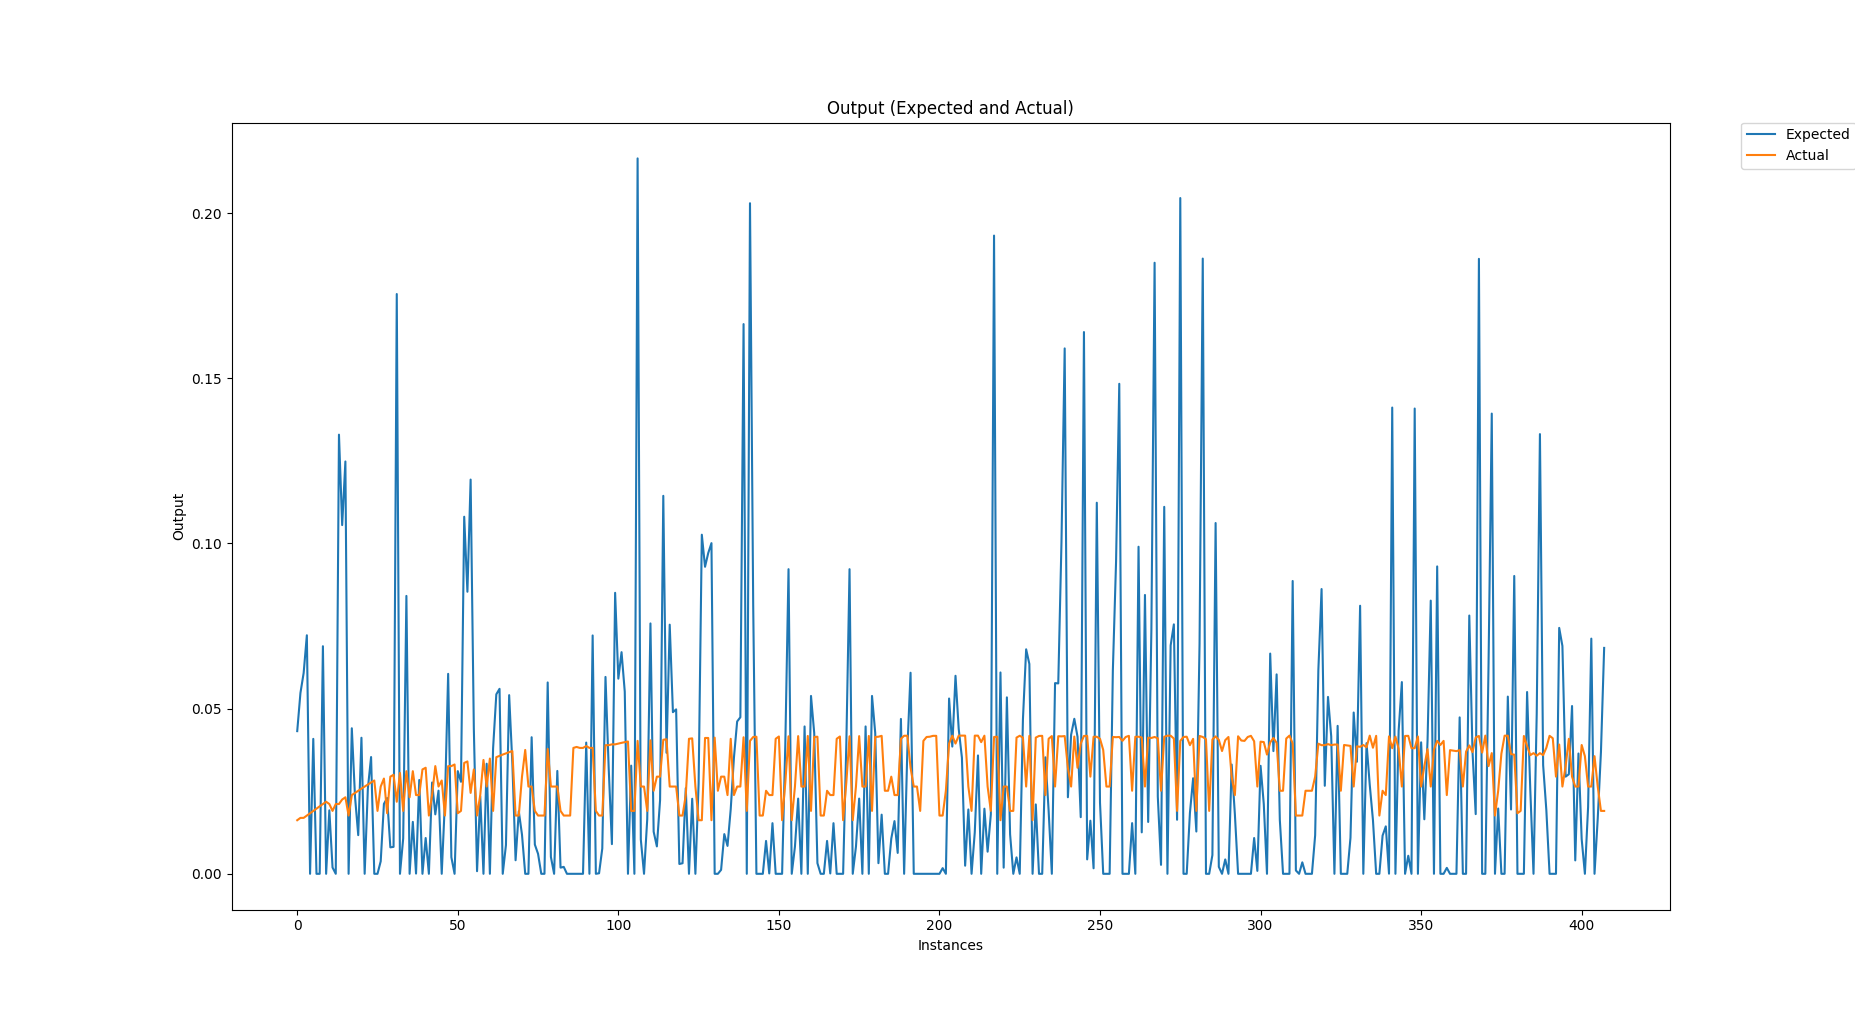 Output (Expected and Actual)
Expected
Actual
0.20
0.15
0.10
0.05
0.00
Output
0 50 100 150 200 250 300 350 400
Instances